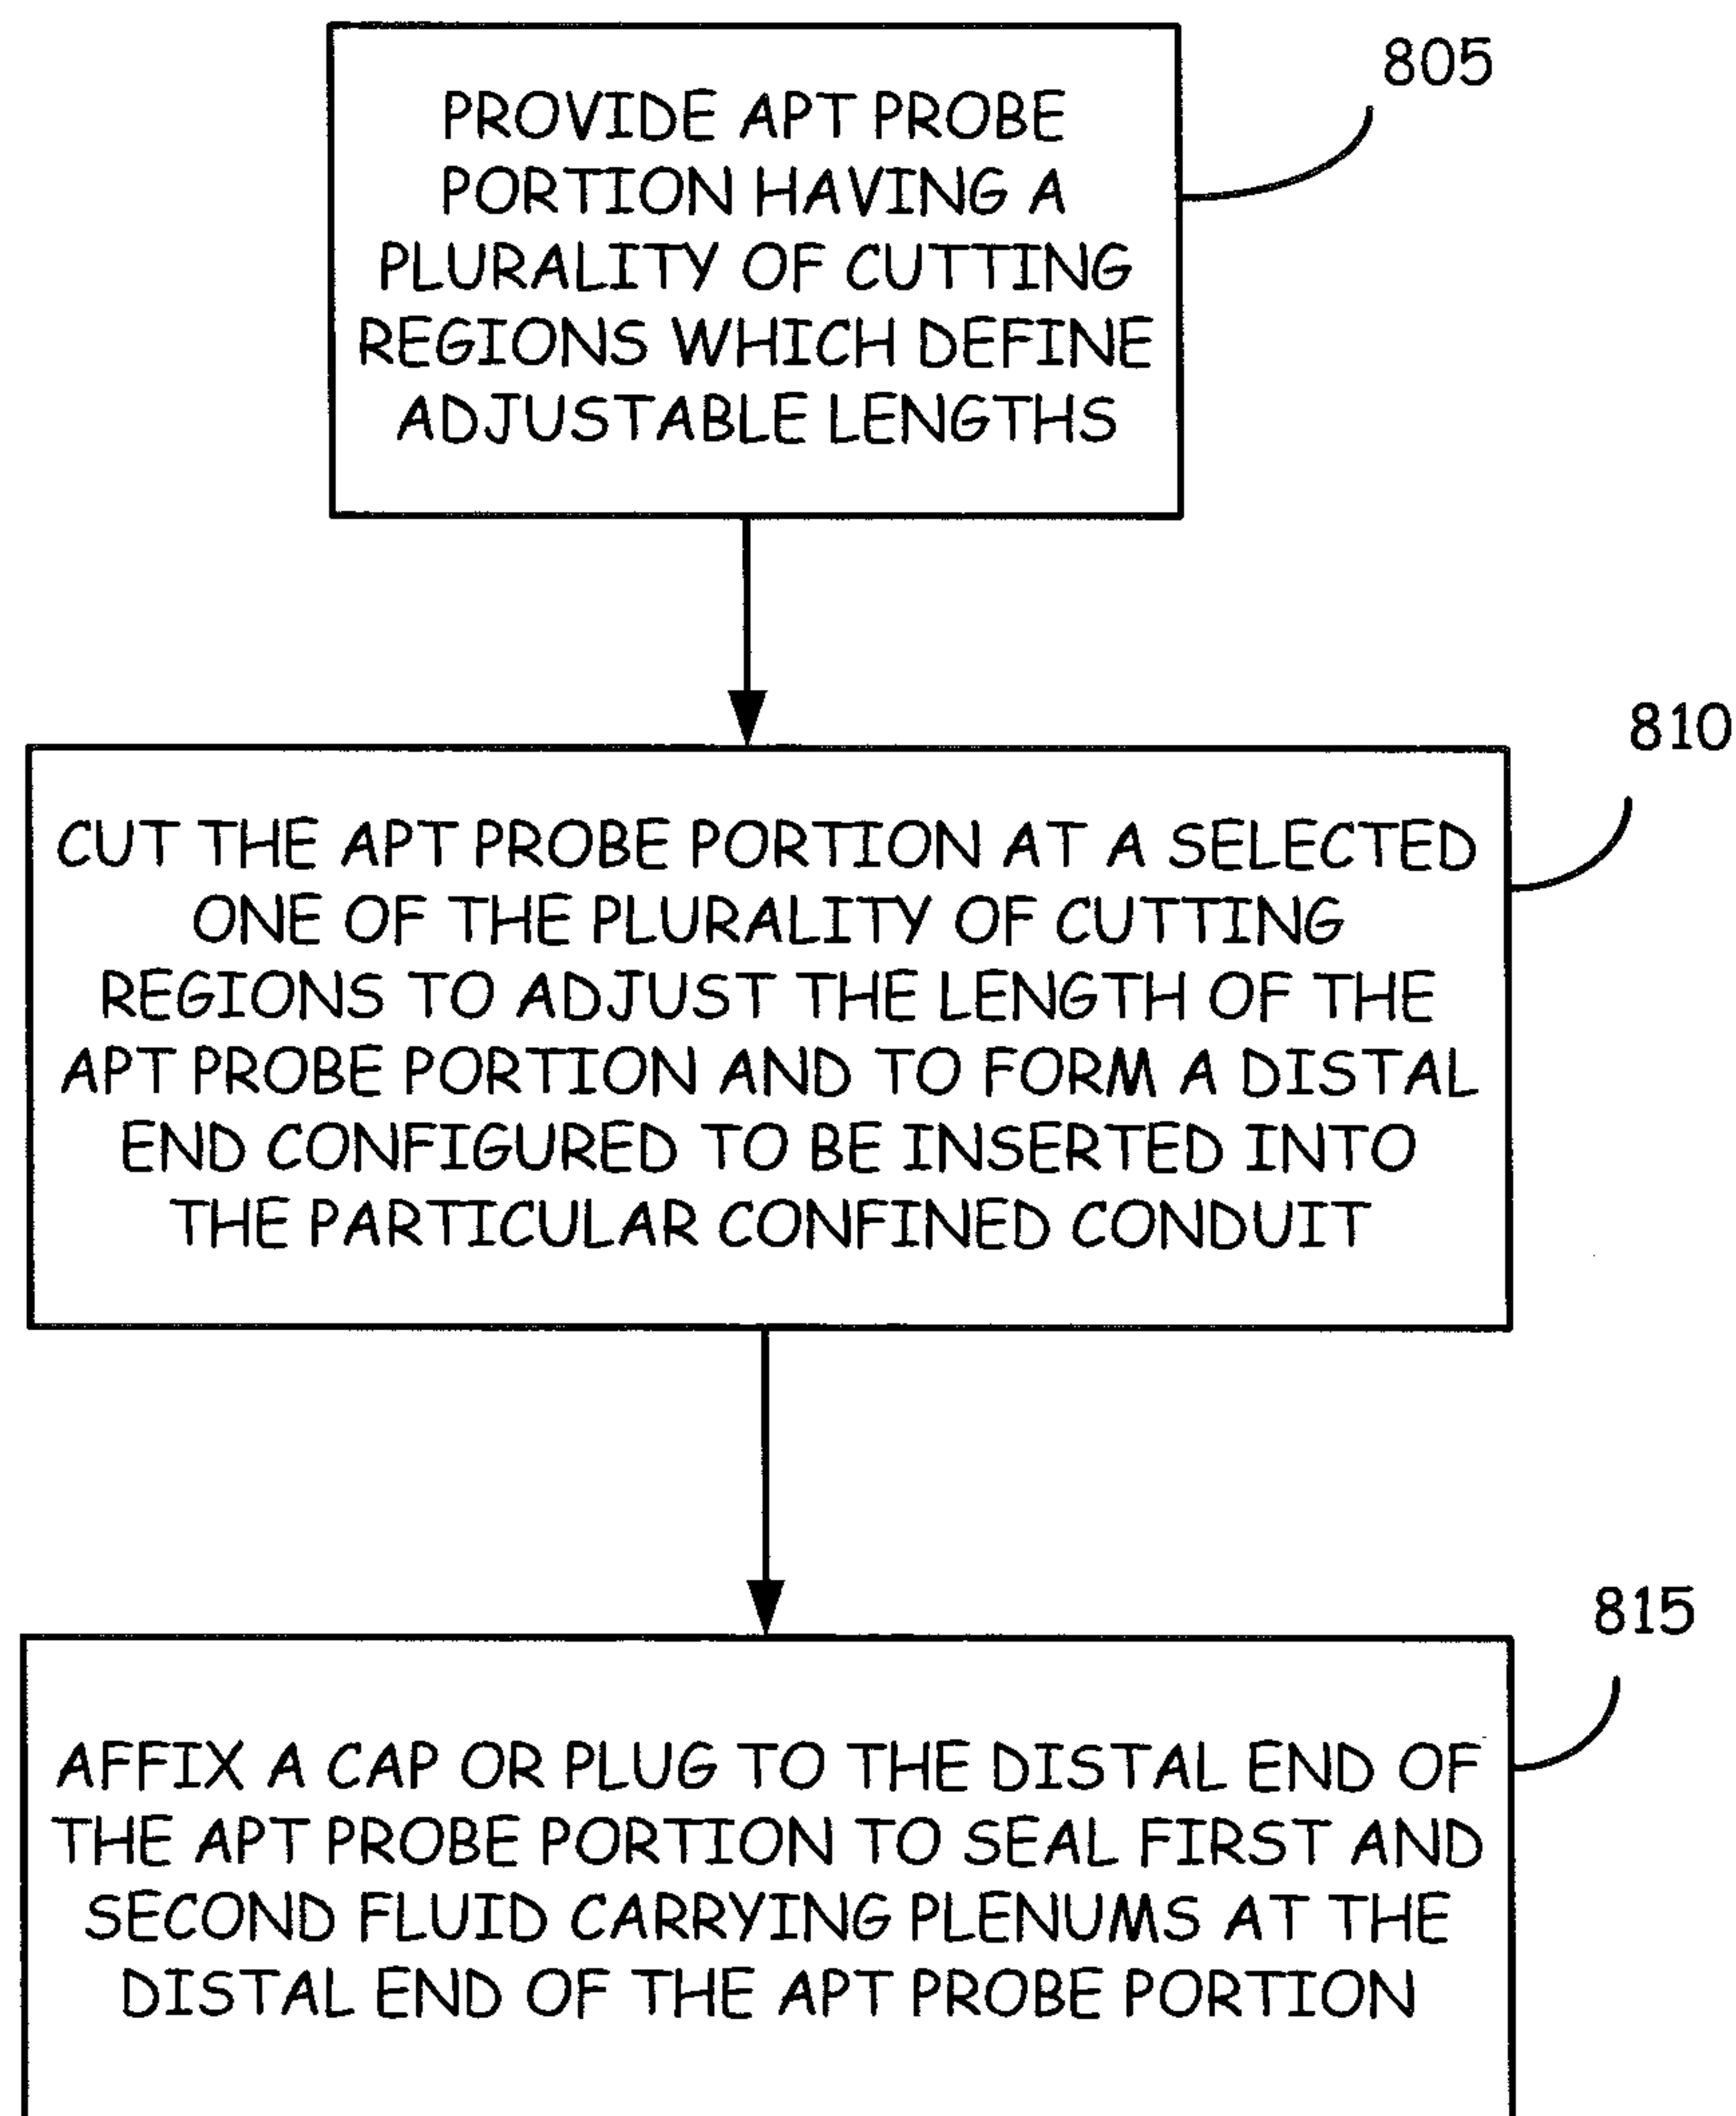 805
PROVIDE APT PROBE
PORTION HAVING A
PLURALITY OF CUTTING
REGIONS WHICH DEFINE
ADJUSTABLE LENGTHS
810
CUT THE APT PROBE PORTION AT A SELECTED
ONE OF THE PLURALITY OF CUTTING
REGIONS TO ADJUST THE LENGTH OF THE
APT PROBE PORTION AND TO FORM A DISTAL
END CONFIGURED TO BE INSERTED INTO
THE PARTICULAR CONFINED CONDUIT
815
AFFIX A CAP OR PLUG TO THE DISTAL END OF
THE APT PROBE PORTION TO SEAL FIRST AND
SECOND FLUID CARRYING PLENUMS AT THE
DISTAL END OF THE APT PROBE PORTION